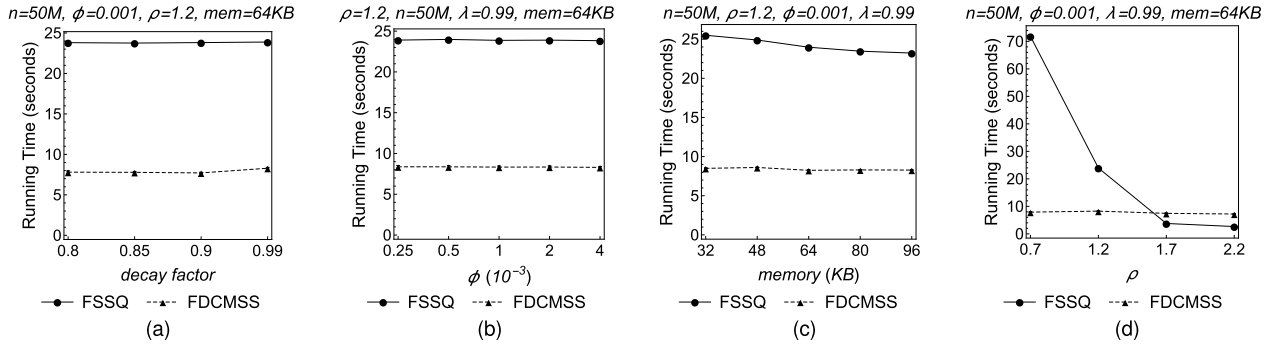 n=50M, ϕ=0.001, ρ=1.2, mem=64KB
Running Time (seconds)
25
20
15
10
5
0
0.8 0.85 0.9 0.99
decay factor
FSSQ FDCMSS
(a)
ρ=1.2, n=50M, λ=0.99, mem=64KB
Running Time (seconds)
25
20
15
10
5
0
0.25 0.5 1 2 4
ϕ (10⁻³)
FSSQ FDCMSS
(b)
n=50M, ρ=1.2, ϕ=0.001, λ=0.99
Running Time (seconds)
25
20
15
10
5
0
32 48 64 80 96
memory (KB)
FSSQ FDCMSS
(c)
n=50M, ϕ=0.001, λ=0.99, mem=64KB
Running Time (seconds)
70
60
50
40
30
20
10
0
0.7 1.2 1.7 2.2
ρ
FSSQ FDCMSS
(d)